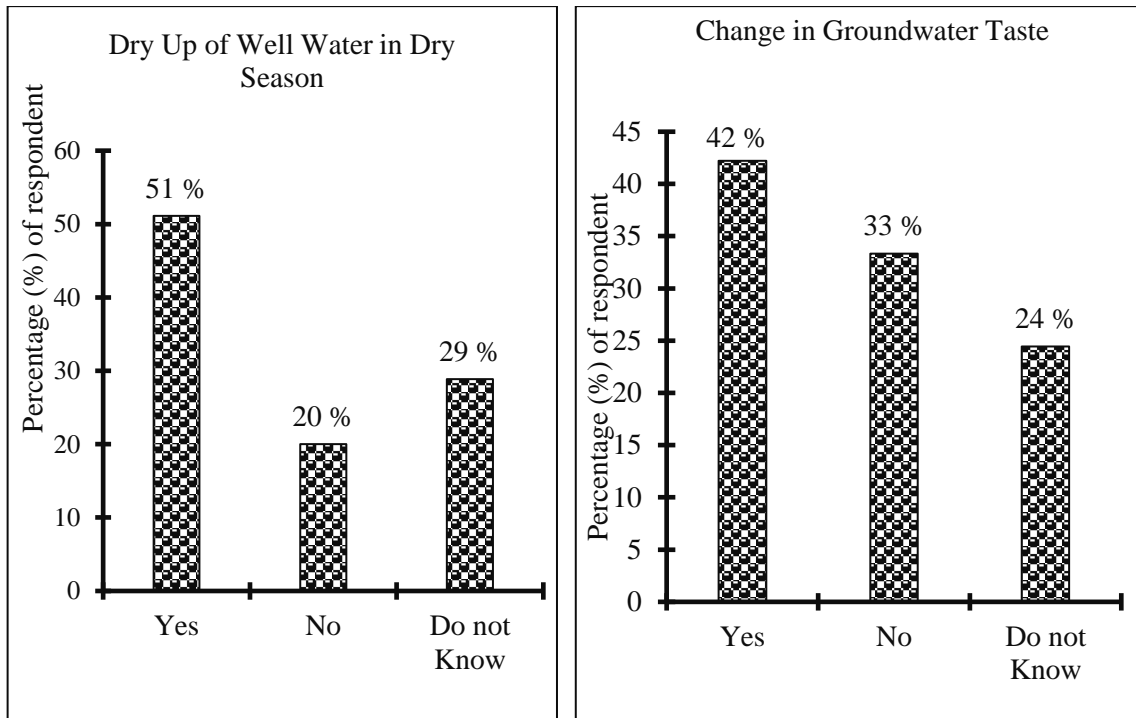 Dry Up of Well Water in Dry
Season
Percentage (%) of respondent
60
50
40
30
20
10
0
51 %
20 %
29 %
Yes
No
Do not
Know
Change in Groundwater Taste
Percentage (%) of respondent
45
40
35
30
25
20
15
10
5
0
42 %
33 %
24 %
Yes
No
Do not
Know